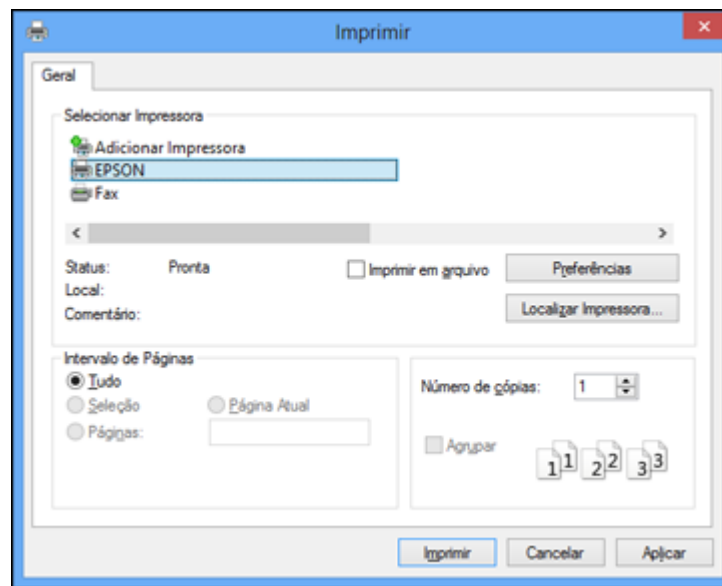 Imprimir
Geral
Selecionar Impressora
Adicionar Impressora
EPSON
Fax
Status: Pronta
Imprimir em arquivo
Preferências
Local:
Localizar Impressora...
Comentário:
Intervalo de Páginas
Tudo
Seleção
Página Atual
Páginas:
Número de cópias: 1
Agrupar
1 1 2 2 3 3
Imprimir
Cancelar
Aplicar